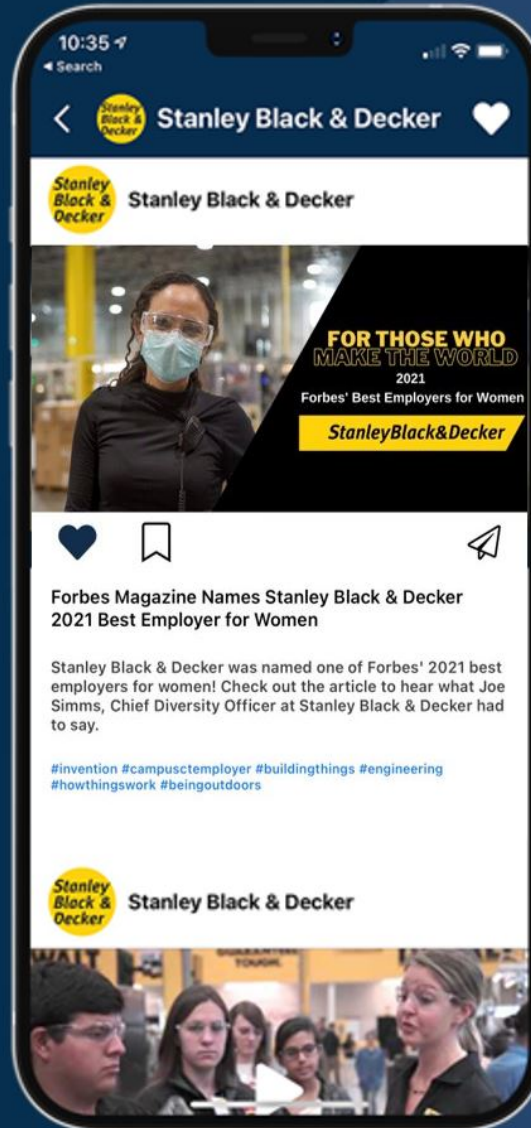 10:35
Search
Stanley
Black &
Decker
Stanley Black & Decker
Stanley
Black &
Decker
Stanley Black & Decker
FOR THOSE WHO
MAKE THE WORLD
2021
Forbes' Best Employers for Women
StanleyBlack&Decker
Forbes Magazine Names Stanley Black & Decker
2021 Best Employer for Women
Stanley Black & Decker was named one of Forbes' 2021 best
employers for women! Check out the article to hear what Joe
Simms, Chief Diversity Officer at Stanley Black & Decker had
to say.
#invention #campusctemployer #buildingthings #engineering
#howthingswork #beingoutdoors
Stanley
Black &
Decker
Stanley Black & Decker
WALT
GUARANTEED
TOUGH.